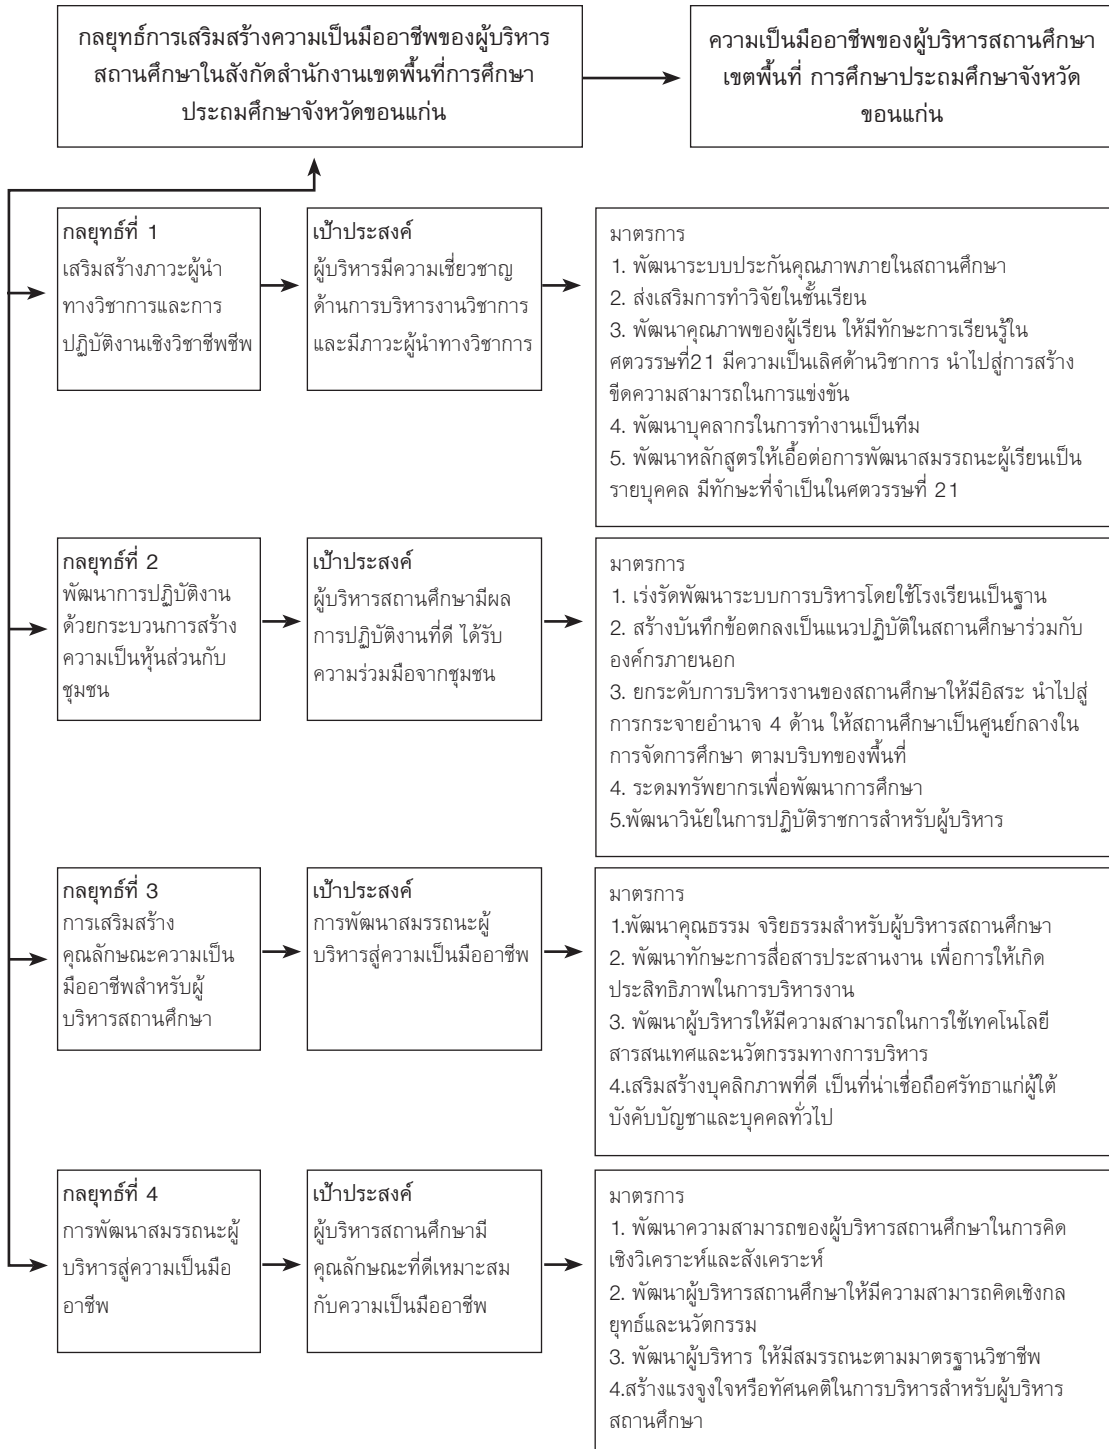 กลยุทธ์การเสริมสร้างความเป็นมืออาชีพของผู้บริหาร
สถานศึกษาในสังกัดสำนักงานเขตพื้นที่การศึกษา
ประถมศึกษาจังหวัดขอนแก่น
ความเป็นมืออาชีพของผู้บริหารสถานศึกษา
เขตพื้นที่ การศึกษาประถมศึกษาจังหวัด
ขอนแก่น
กลยุทธ์ที่ 1
เสริมสร้างภาวะผู้นำ
ทางวิชาการและการ
ปฏิบัติงานเชิงวิชาชีพชีพ
เป้าประสงค์
ผู้บริหารมีความเชี่ยวชาญ
ด้านการบริหารงานวิชาการ
และมีภาวะผู้นำทางวิชาการ
มาตรการ
1. พัฒนาระบบประกันคุณภาพภายในสถานศึกษา
2. ส่งเสริมการทำวิจัยในชั้นเรียน
3. พัฒนาคุณภาพของผู้เรียน ให้มีทักษะการเรียนรู้ใน
ศตวรรษที่21 มีความเป็นเลิศด้านวิชาการ นำไปสู่การสร้าง
ขีดความสามารถในการแข่งขัน
4. พัฒนาบุคลากรในการทำงานเป็นทีม
5. พัฒนาหลักสูตรให้เอื้อต่อการพัฒนาสมรรถนะผู้เรียนเป็น
รายบุคคล มีทักษะที่จำเป็นในศตวรรษที่ 21
กลยุทธ์ที่ 2
พัฒนาการปฏิบัติงาน
ด้วยกระบวนการสร้าง
ความเป็นหุ้นส่วนกับ
ชุมชน
เป้าประสงค์
ผู้บริหารสถานศึกษามีผล
การปฏิบัติงานที่ดี ได้รับ
ความร่วมมือจากชุมชน
มาตรการ
1. เร่งรัดพัฒนาระบบการบริหารโดยใช้โรงเรียนเป็นฐาน
2. สร้างบันทึกข้อตกลงเป็นแนวปฏิบัติในสถานศึกษาร่วมกับ
องค์กรภายนอก
3. ยกระดับการบริหารงานของสถานศึกษาให้มีอิสระ นำไปสู่
การกระจายอำนาจ 4 ด้าน ให้สถานศึกษาเป็นศูนย์กลางใน
การจัดการศึกษา ตามบริบทของพื้นที่
4. ระดมทรัพยากรเพื่อพัฒนาการศึกษา
5.พัฒนาวินัยในการปฏิบัติราชการสำหรับผู้บริหาร
กลยุทธ์ที่ 3
การเสริมสร้าง
คุณลักษณะความเป็น
มืออาชีพสำหรับผู้
บริหารสถานศึกษา
เป้าประสงค์
การพัฒนาสมรรถนะผู้
บริหารสู่ความเป็นมืออาชีพ
มาตรการ
1.พัฒนาคุณธรรม จริยธรรมสำหรับผู้บริหารสถานศึกษา
2. พัฒนาทักษะการสื่อสารประสานงาน เพื่อการให้เกิด
ประสิทธิภาพในการบริหารงาน
3. พัฒนาผู้บริหารให้มีความสามารถในการใช้เทคโนโลยี
สารสนเทศและนวัตกรรมทางการบริหาร
4.เสริมสร้างบุคลิกภาพที่ดี เป็นที่น่าเชื่อถือศรัทธาแก่ผู้ใต้
บังคับบัญชาและบุคคลทั่วไป
กลยุทธ์ที่ 4
การพัฒนาสมรรถนะผู้
บริหารสู่ความเป็นมือ
อาชีพ
เป้าประสงค์
ผู้บริหารสถานศึกษามี
คุณลักษณะที่ดีเหมาะสม
กับความเป็นมืออาชีพ
มาตรการ
1. พัฒนาความสามารถของผู้บริหารสถานศึกษาในการคิด
เชิงวิเคราะห์และสังเคราะห์
2. พัฒนาผู้บริหารสถานศึกษาให้มีความสามารถคิดเชิงกล
ยุทธ์และนวัตกรรม
3. พัฒนาผู้บริหาร ให้มีสมรรถนะตามมาตรฐานวิชาชีพ
4.สร้างแรงจูงใจหรือทัศนคติในการบริหารสำหรับผู้บริหาร
สถานศึกษา